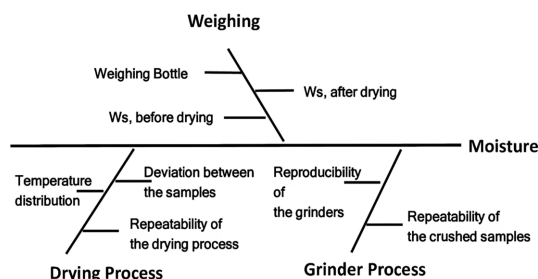 Weighing
Weighing Bottle
Ws, after drying
Ws, before drying
Moisture
Temperature
distribution
Deviation between
the samples
Repeatability of
the drying process
Reproducibility
of
the grinders
Repeatability of
the crushed samples
Drying Process
Grinder Process